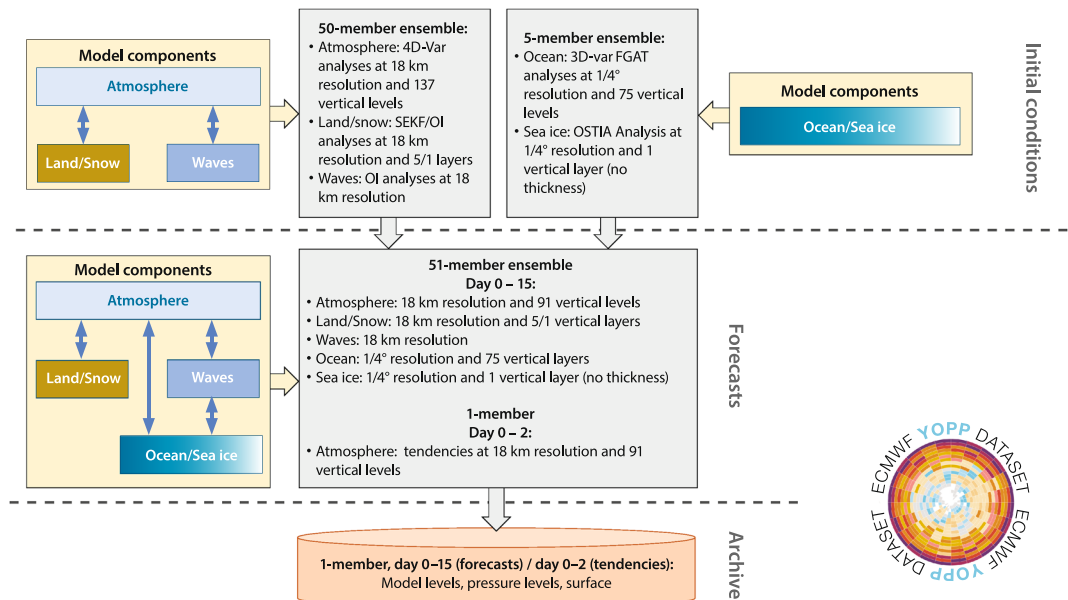 Model components
Atmosphere
Land/Snow
Waves
50-member ensemble:
• Atmosphere: 4D-Var
analyses at 18 km
resolution and 137
vertical levels
• Land/snow: SEKF/OI
analyses at 18 km
resolution and 5/1 layers
• Waves: OI analyses at 18
km resolution
5-member ensemble:
• Ocean: 3D-var FGAT
analyses at 1/4°
resolution and 75 vertical
levels
• Sea ice: OSTIA Analysis at
1/4° resolution and 1
vertical layer (no
thickness)
Model components
Ocean/Sea ice
Initial conditions
Model components
Atmosphere
Land/Snow
Waves
Ocean/Sea ice
51-member ensemble
Day 0 – 15:
• Atmosphere: 18 km resolution and 91 vertical levels
• Land/Snow: 18 km resolution and 5/1 vertical layers
• Waves: 18 km resolution
• Ocean: 1/4° resolution and 75 vertical layers
• Sea ice: 1/4° resolution and 1 vertical layer (no thickness)
1-member
Day 0 – 2:
• Atmosphere: tendencies at 18 km resolution and 91
vertical levels
Forecasts
1-member, day 0–15 (forecasts) / day 0–2 (tendencies):
Model levels, pressure levels, surface
Archive
ECMWF YOPP DATASET
ECMWF YOPP DATASET